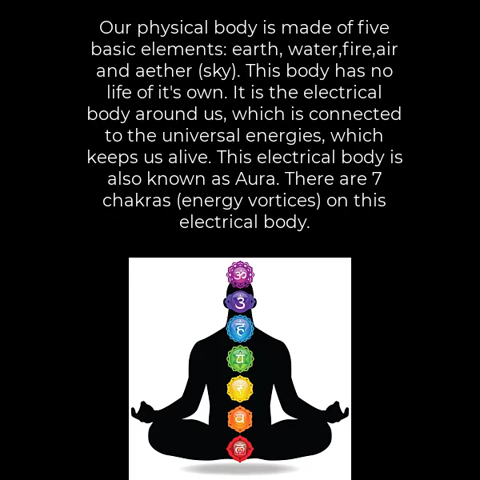 Our physical body is made of five
basic elements: earth, water,fire,air
and aether (sky). This body has no
life of it's own. It is the electrical
body around us, which is connected
to the universal energies, which
keeps us alive. This electrical body is
also known as Aura. There are 7
chakras (energy vortices) on this
electrical body.
ॐ